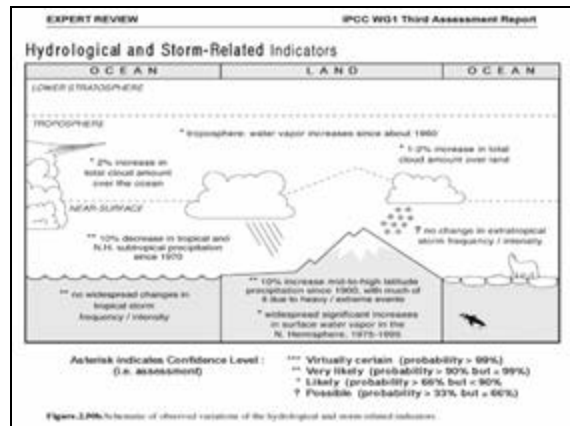 EXPERT REVIEW IPCC WG1 Third Assessment Report
Hydrological and Storm-Related Indicators
OCEAN LAND OCEAN
LOWER STRATOSPHERE
TROPOSPHERE
* troposphere: water vapor increases since about 1960
* 2% increase in
total cloud amount
over the ocean
* 1-2% increase in total
cloud amount over land
NEAR-SURFACE
** 10% decrease in tropical and
N.H. subtropical precipitation
since 1970
? no change in extratropical
storm frequency / intensity
** no widespread changes in
tropical storm
frequency / intensity
** 10% increase mid-to-high latitude
precipitation since 1900, with much of
it due to heavy / extreme events
* widespread significant increases
in surface water vapor in the
N. Hemisphere, 1975-1995
Asterisk indicates Confidence Level :
(i.e. assessment)
*** Virtually certain (probability > 99%)
** Very likely (probability > 90% but = 99%)
* Likely (probability > 66% but < 90%
? Possible (probability > 33% but = 66%)
Schematic of observed variations of the hydrological and storm-related indicators